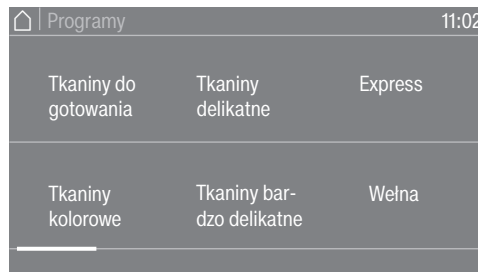 Programy 11:02
Tkaniny do gotowania
Tkaniny delikatne
Express
Tkaniny kolorowe
Tkaniny bar-
dzo delikatne
Wełna